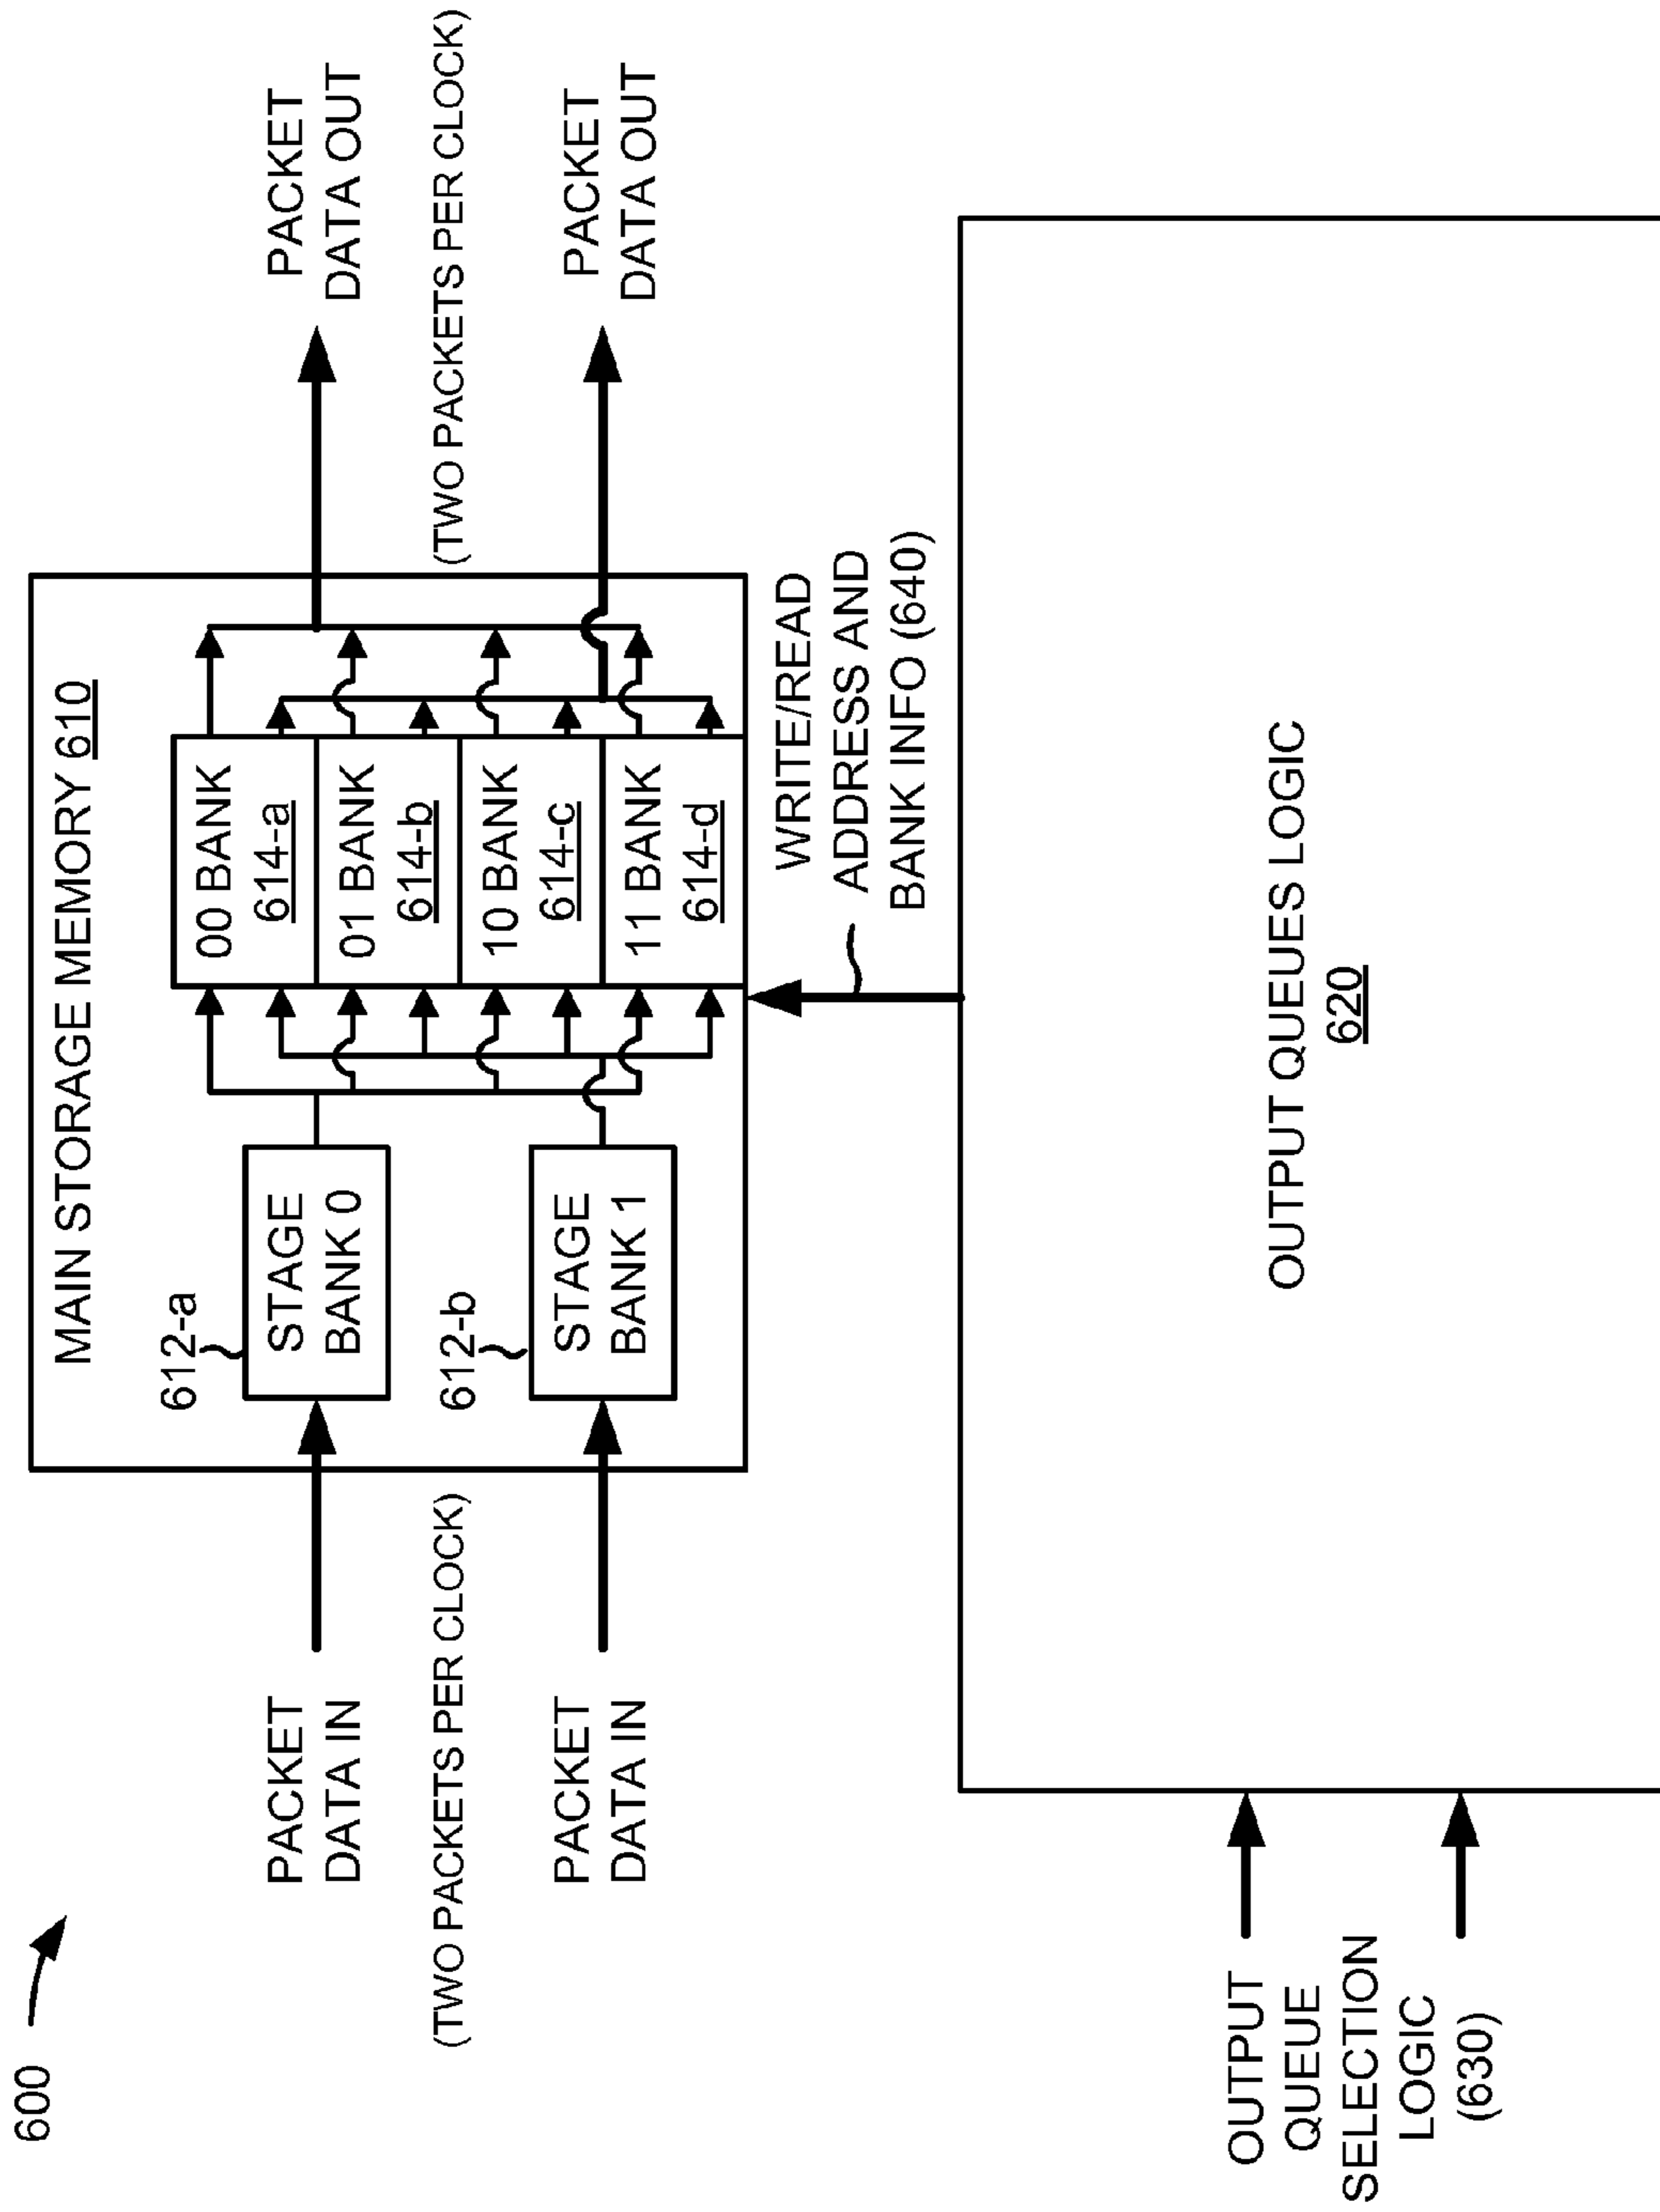 600
MAIN STORAGE MEMORY 610
612-a
STAGE
BANK 0
612-b
STAGE
BANK 1
00 BANK
614-a
01 BANK
614-b
10 BANK
614-c
11 BANK
614-d
PACKET
DATA IN
(TWO PACKETS PER CLOCK)
PACKET
DATA IN
PACKET
DATA OUT
(TWO PACKETS PER CLOCK)
PACKET
DATA OUT
WRITE/READ
ADDRESS AND
BANK INFO (640)
OUTPUT
QUEUE
SELECTION
LOGIC
(630)
OUTPUT QUEUES LOGIC
620